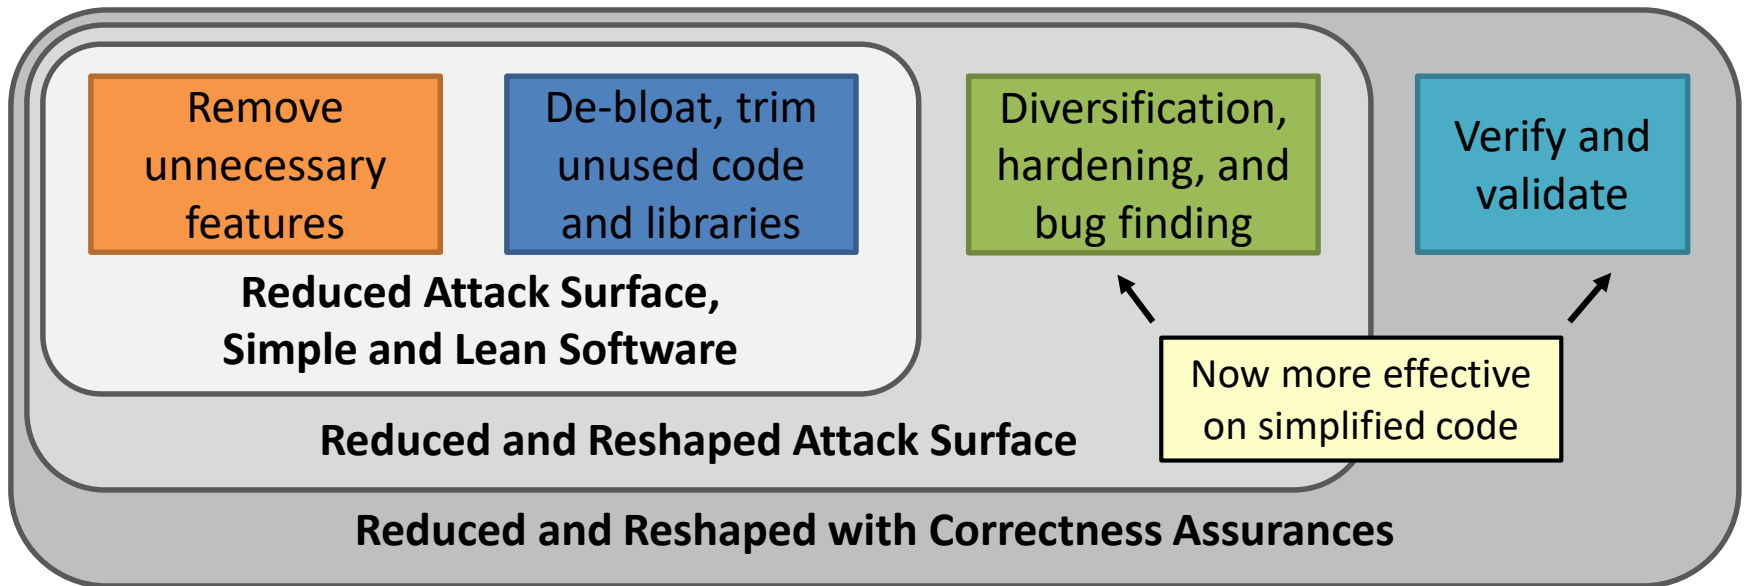 Remove
unnecessary
features
De-bloat, trim
unused code
and libraries
Diversification,
hardening, and
bug finding
Verify and
validate
Reduced Attack Surface,
Simple and Lean Software
Now more effective
on simplified code
Reduced and Reshaped Attack Surface
Reduced and Reshaped with Correctness Assurances